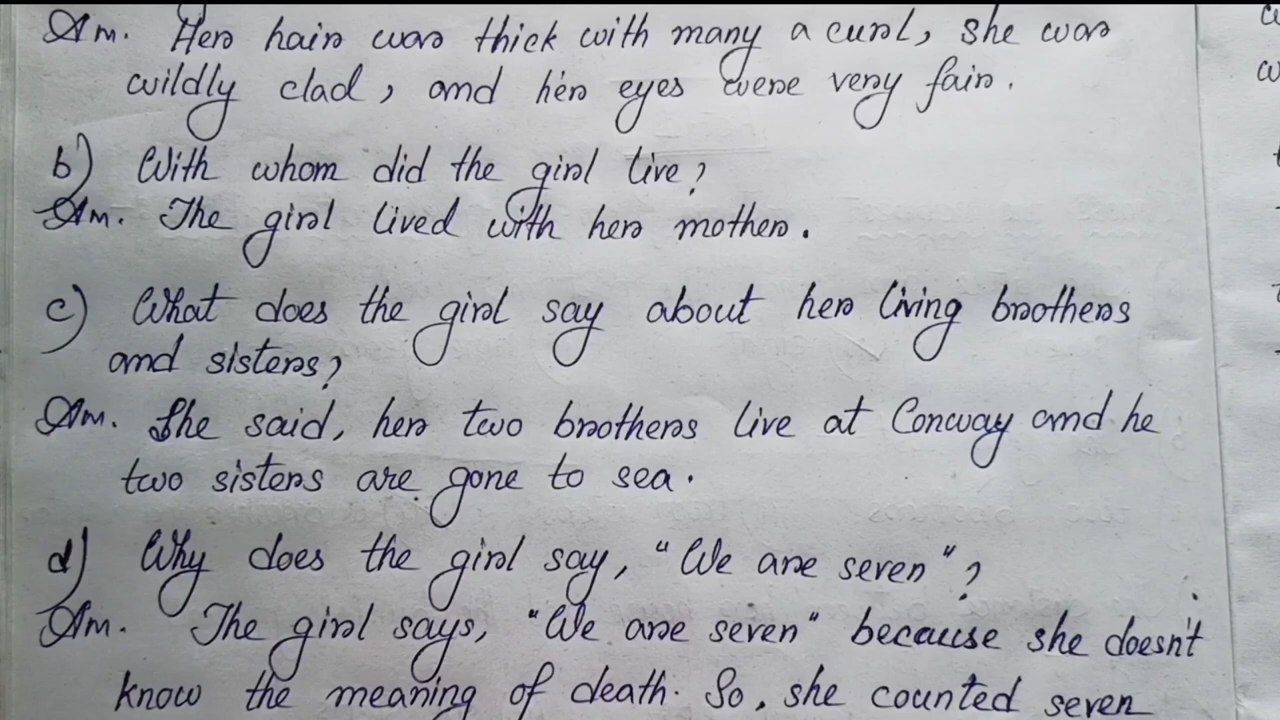 Ans. Her hair was thick with many a curl, she was
wildly clad, and her eyes were very fair.
b) With whom did the girl live?
Ans. The girl lived with her mother.
c) What does the girl say about her living brothers
and sisters?
Ans. She said, her two brothers live at Conway and he
two sisters are gone to sea.
d) Why does the girl say, "We are seven"?
Ans. The girl says, "We are seven" because she doesn't
know the meaning of death. So, she counted seven